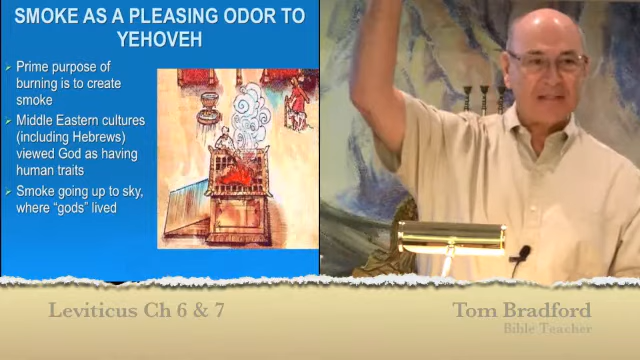 SMOKE AS A PLEASING ODOR TO
YEHOVEH
Prime purpose of
burning is to create
smoke
Middle Eastern cultures
(including Hebrews)
viewed God as having
human traits
Smoke going up to sky,
where “gods” lived
Leviticus Ch 6 & 7
Tom Bradford
Bible Teacher